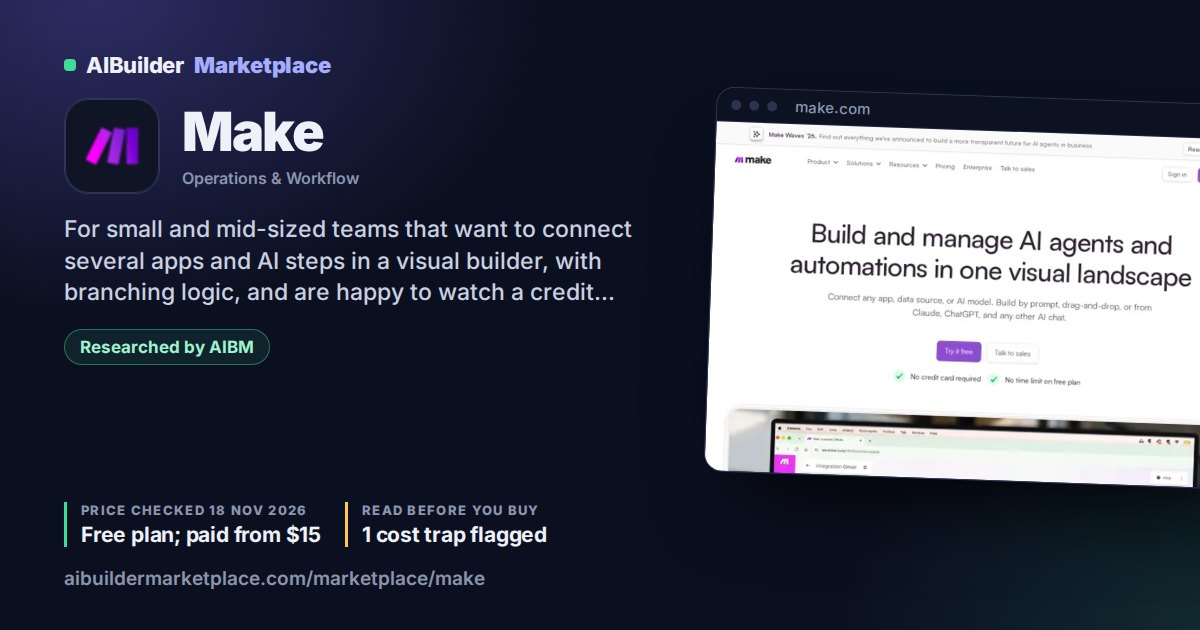 AIBuilder Marketplace
Make
Operations & Workflow
For small and mid-sized teams that want to connect
several apps and AI steps in a visual builder, with
branching logic, and are happy to watch a credit...
Researched by AIBM
PRICE CHECKED 18 NOV 2026
Free plan; paid from $15
READ BEFORE YOU BUY
1 cost trap flagged
aibuildermarketplace.com/marketplace/make
make.com
Make Waves '26. Find out everything we've announced to build a more transparent future for AI agents in business
make
Product Solutions Resources Pricing Enterprise Talk to sales
Sign in
Build and manage AI agents and
automations in one visual landscape
Connect any app, data source, or AI model. Build by prompt, drag-and-drop, or from
Claude, ChatGPT, and any other AI chat.
Try it free Talk to sales
No credit card required No time limit on free plan
Integration Gmail